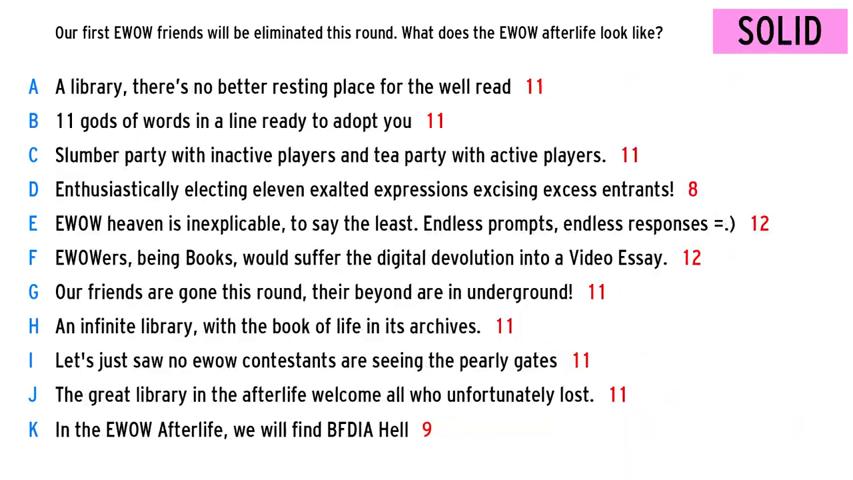 Our first EWOW friends will be eliminated this round. What does the EWOW afterlife look like?
SOLID
A A library, there's no better resting place for the well read 11
B 11 gods of words in a line ready to adopt you 11
C Slumber party with inactive players and tea party with active players. 11
D Enthusiastically electing eleven exalted expressions excising excess entrants! 8
E EWOW heaven is inexplicable, to say the least. Endless prompts, endless responses =.) 12
F EWOWers, being Books, would suffer the digital devolution into a Video Essay. 12
G Our friends are gone this round, their beyond are in underground! 11
H An infinite library, with the book of life in its archives. 11
I Let's just saw no ewow contestants are seeing the pearly gates 11
J The great library in the afterlife welcome all who unfortunately lost. 11
K In the EWOW Afterlife, we will find BFDIA Hell 9